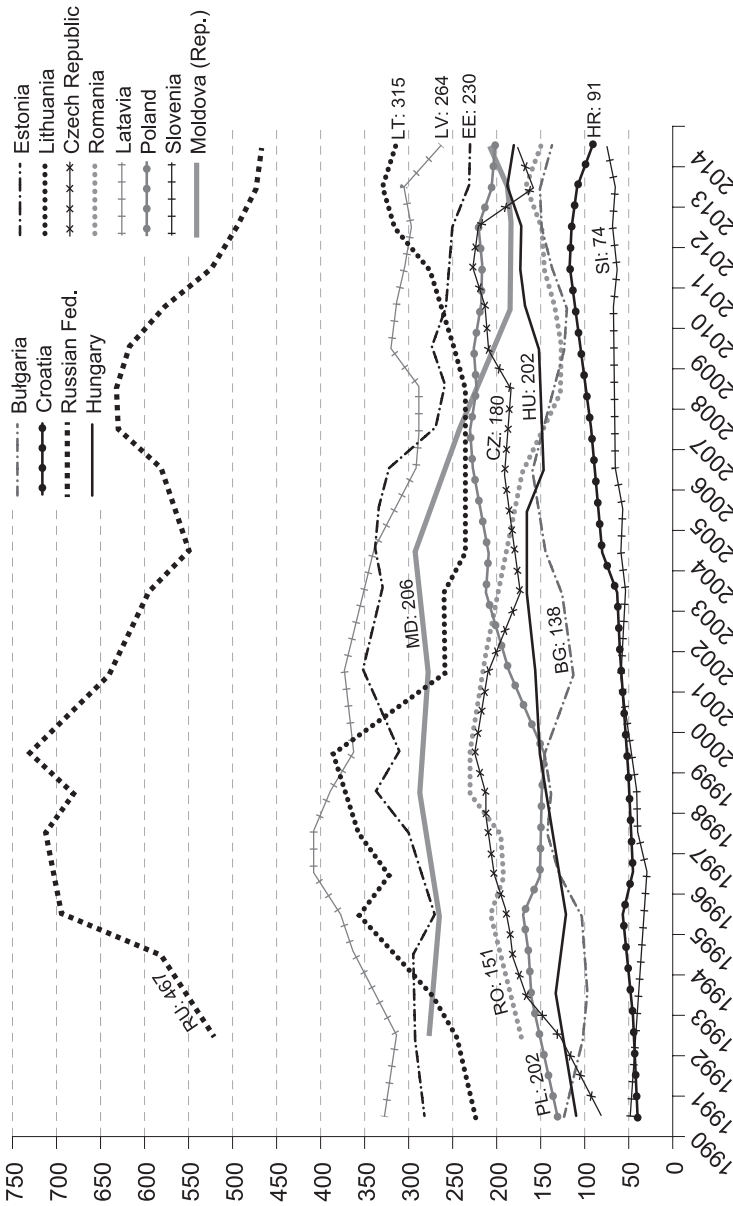 Bułgaria
Croatia
Russian Fed.
Hungary
Estonia
Lithuania
Czech Republic
Romania
Latavia
Poland
Slovenia
Moldova (Rep.)
750
700
650
600
550
500
450
400
350
300
250
200
150
100
50
0
RU: 467
LT: 315
LV: 264
EE: 230
MD: 206
RO: 151
CZ: 180
PL: 202
HU: 202
BG: 138
HR: 91
SI: 74
1990
1991
1992
1993
1994
1995
1996
1997
1998
1999
2000
2001
2002
2003
2004
2005
2006
2007
2008
2009
2010
2011
2012
2013
2014